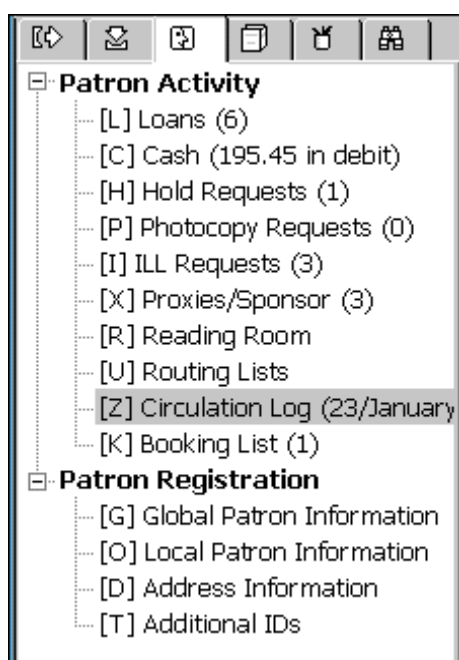 Patron Activity
[L] Loans (6)
[C] Cash (195.45 in debit)
[H] Hold Requests (1)
[P] Photocopy Requests (0)
[I] ILL Requests (3)
[X] Proxies/Sponsor (3)
[R] Reading Room
[U] Routing Lists
[Z] Circulation Log (23/January
[K] Booking List (1)
Patron Registration
[G] Global Patron Information
[O] Local Patron Information
[D] Address Information
[T] Additional IDs